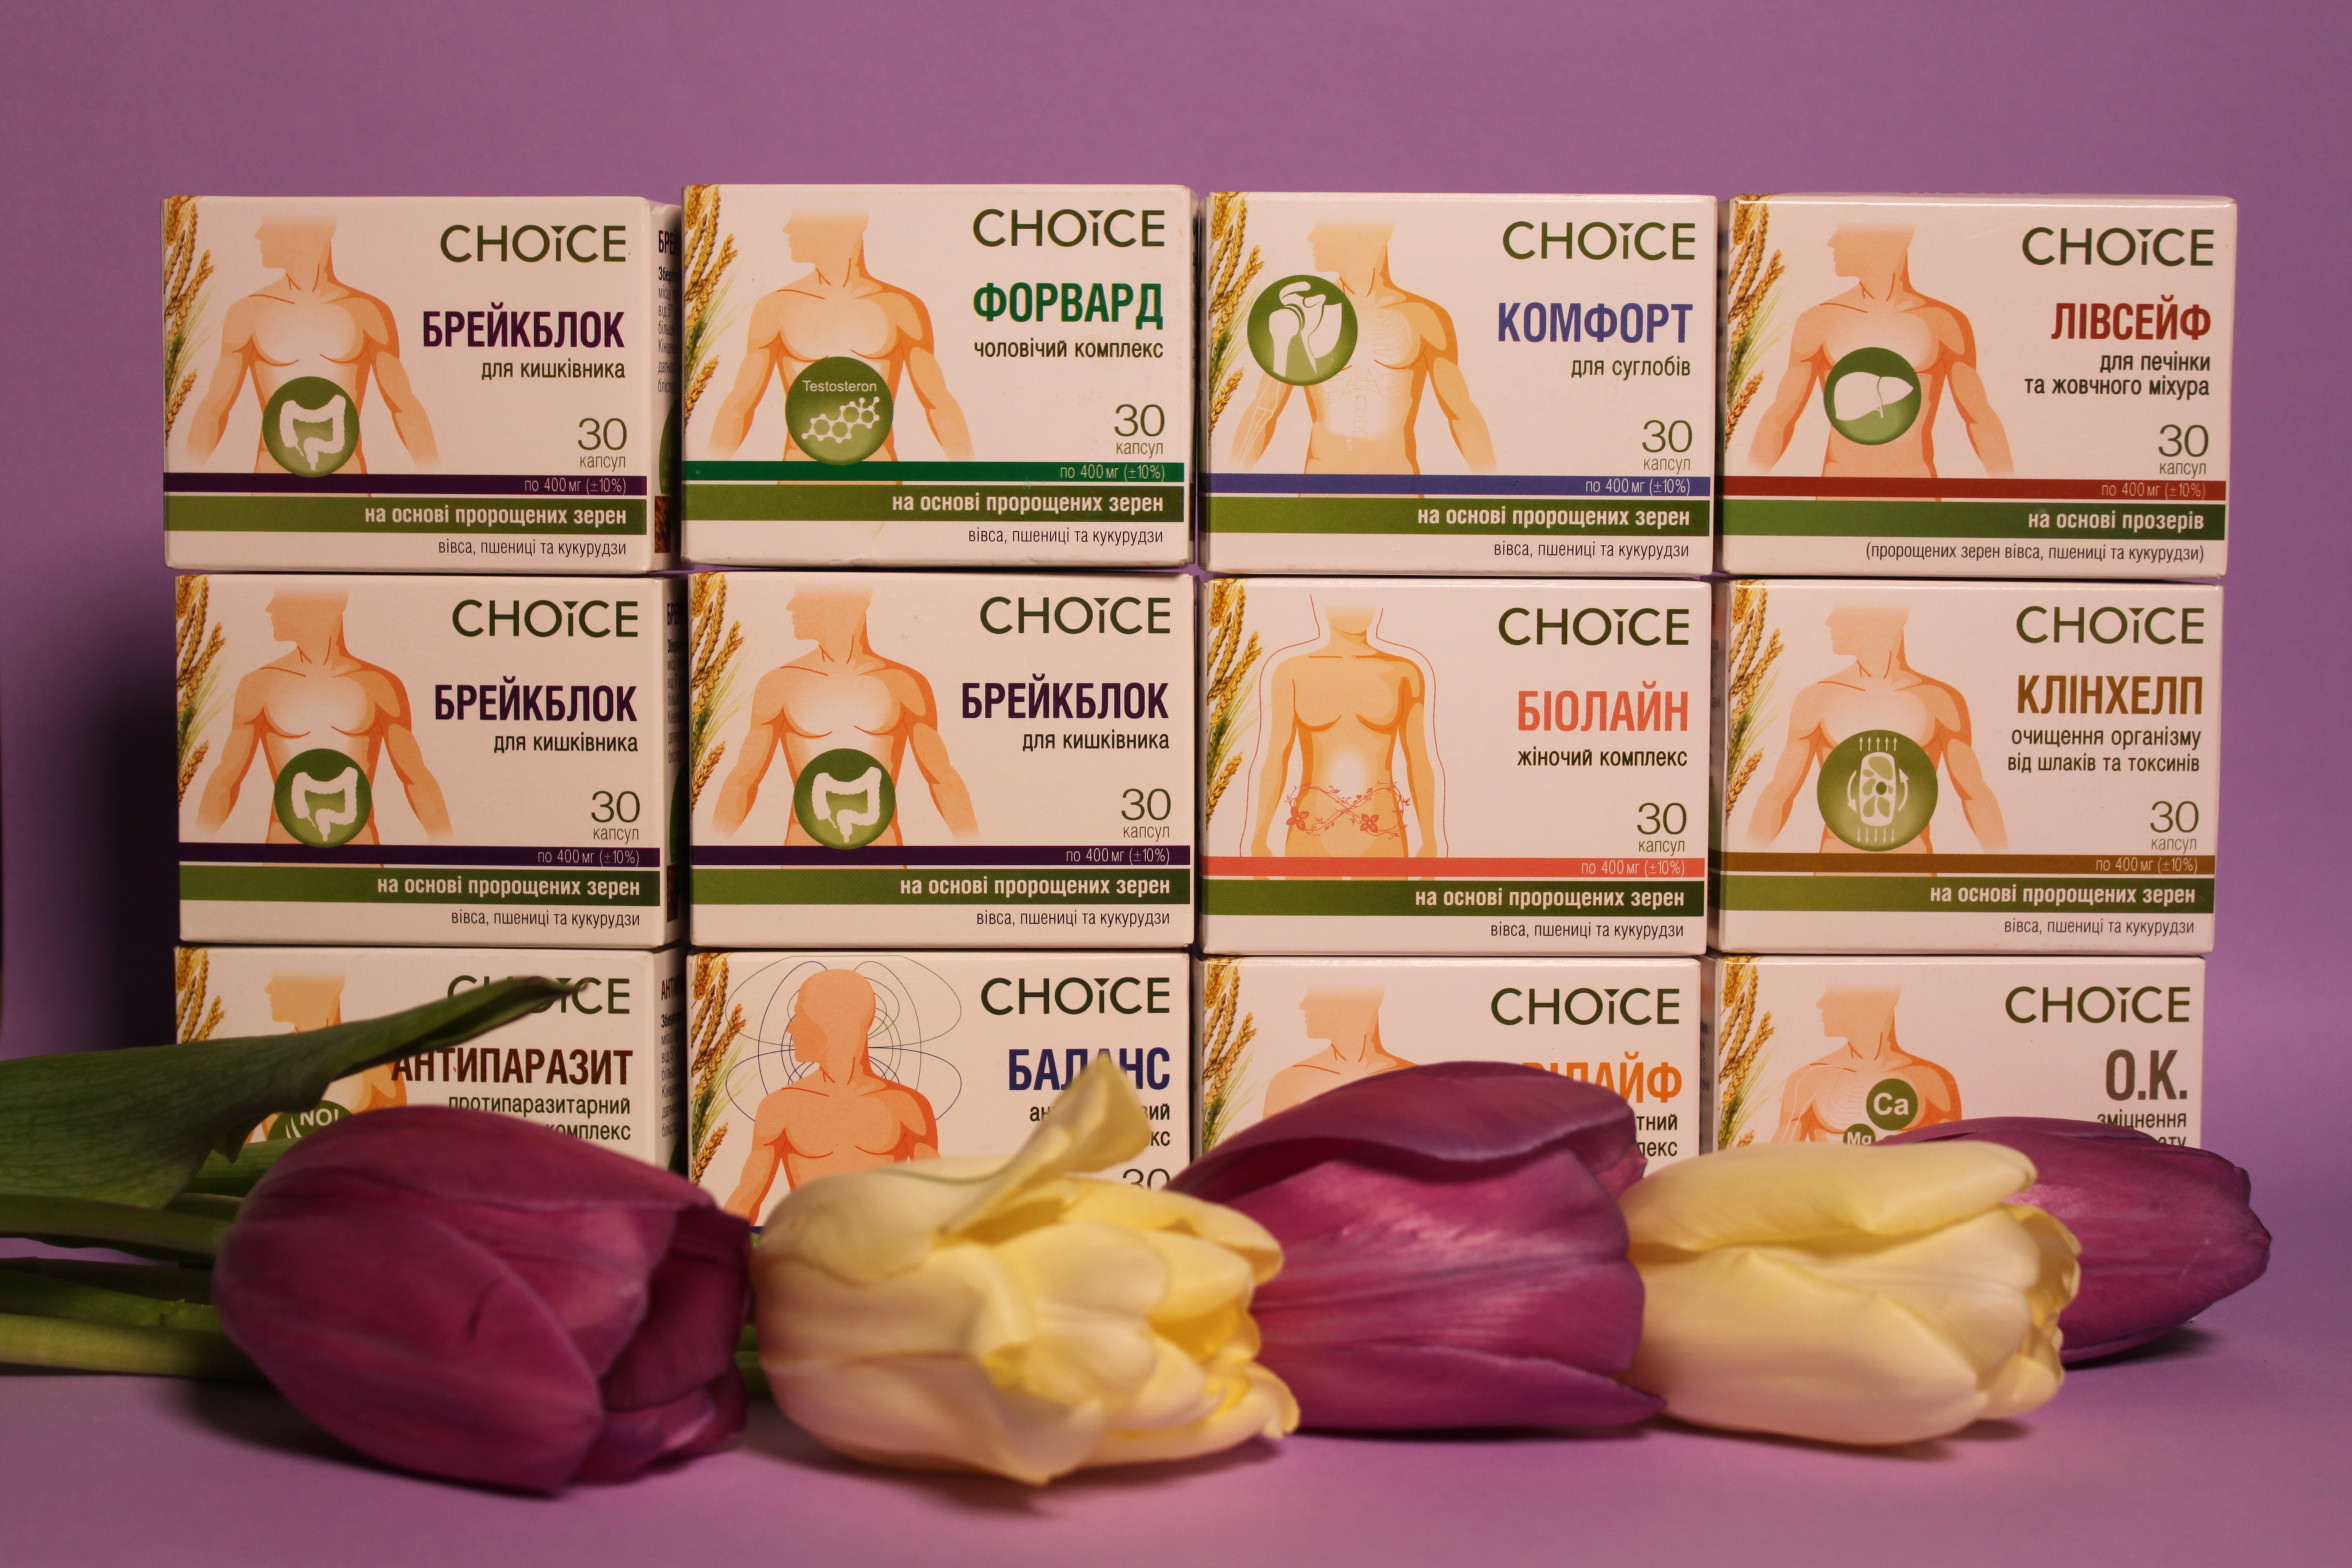 CHOICE
БРЕЙКБЛОК
для кишківника
30
капсул
по 400 мг (±10%)
на основі пророщених зерен
вівса, пшениці та кукурудзи
CHOICE
ФОРВАРД
чоловічий комплекс
Testosteron
30
капсул
по 400 мг (±10%)
на основі пророщених зерен
вівса, пшениці та кукурудзи
CHOICE
КОМФОРТ
для суглобів
30
капсул
по 400 мг (±10%)
на основі пророщених зерен
вівса, пшениці та кукурудзи
CHOICE
ЛІВСЕЙФ
для печінки
та жовчного міхура
30
капсул
по 400 мг (±10%)
на основі прозерів
(пророщених зерен вівса, пшениці та кукурудзи)
CHOICE
БРЕЙКБЛОК
для кишківника
30
капсул
по 400 мг (±10%)
на основі пророщених зерен
вівса, пшениці та кукурудзи
CHOICE
БРЕЙКБЛОК
для кишківника
30
капсул
по 400 мг (±10%)
на основі пророщених зерен
вівса, пшениці та кукурудзи
CHOICE
БІОЛАЙН
жіночий комплекс
30
капсул
по 400 мг (±10%)
на основі пророщених зерен
вівса, пшениці та кукурудзи
CHOICE
КЛІНХЕЛП
очищення організму
від шлаків та токсинів
30
капсул
по 400 мг (±10%)
на основі пророщених зерен
вівса, пшениці та кукурудзи
CHOICE
АНТИПАРАЗИТ
протипаразитарний
комплекс
NO!
CHOICE
БАЛАНС
30
CHOICE
CHOICE
О.К.
зміцнення
Ca
Mg